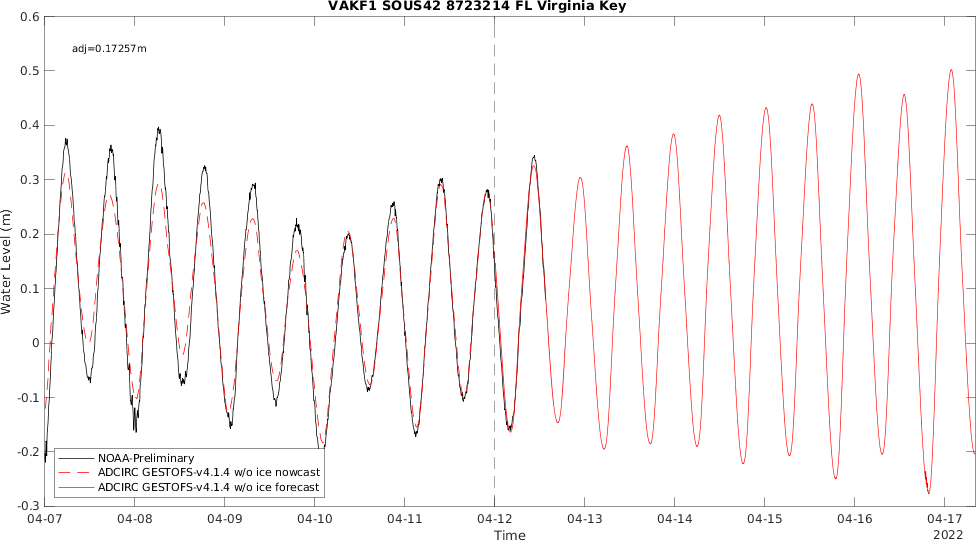 VAKF1 SOUS42 8723214 FL Virginia Key
adj=0.17257m
0.6
0.5
0.4
0.3
0.2
0.1
0
-0.1
-0.2
-0.3
Water Level (m)
NOAA-Preliminary
ADCIRC GESTOFS-v4.1.4 w/o ice nowcast
ADCIRC GESTOFS-v4.1.4 w/o ice forecast
04-07 04-08 04-09 04-10 04-11 04-12 04-13 04-14 04-15 04-16 04-17
Time
2022